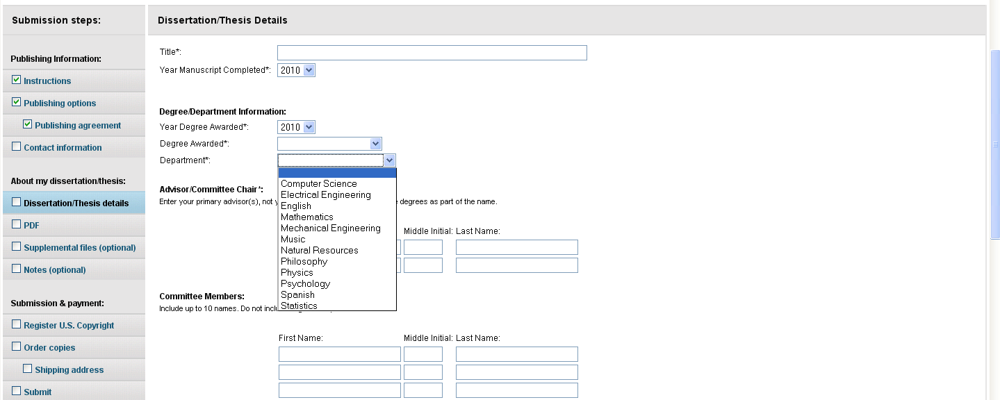 Submission steps:
Publishing Information:
Instructions
Publishing options
Publishing agreement
Contact information
About my dissertation/thesis:
Dissertation/Thesis details
PDF
Supplemental files (optional)
Notes (optional)
Submission & payment:
Register U.S. Copyright
Order copies
Shipping address
Submit
Dissertation/Thesis Details
Title*:
Year Manuscript Completed*: 2010
Degree/Department Information:
Year Degree Awarded*: 2010
Degree Awarded*:
Department*:
Computer Science
Electrical Engineering
English
Mathematics
Mechanical Engineering
Music
Natural Resources
Philosophy
Physics
Psychology
Spanish
Statistics
Advisor/Committee Chair*:
Enter your primary advisor(s), not degrees as part of the name.
Middle Initial: Last Name:
Committee Members:
Include up to 10 names. Do not
First Name: Middle Initial: Last Name: